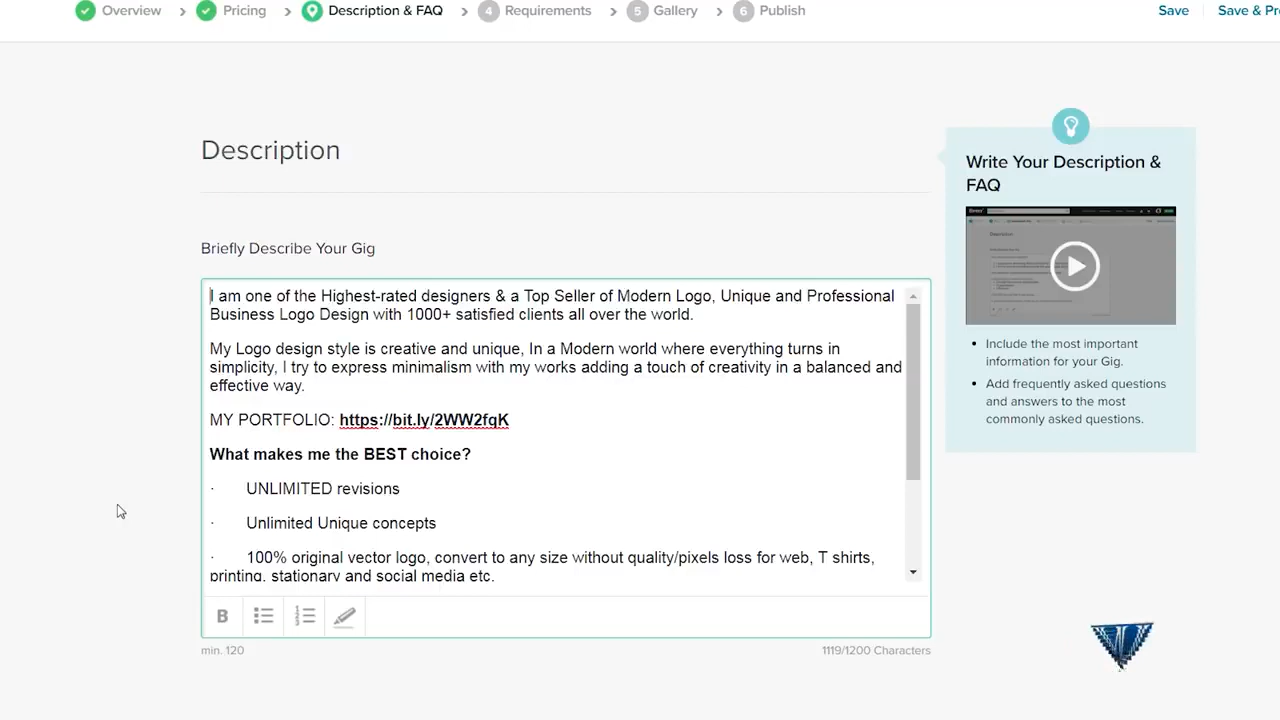 Overview > Pricing > Description & FAQ > 4 Requirements > 5 Gallery > 6 Publish Save Save & Pr
Description
Briefly Describe Your Gig
I am one of the Highest-rated designers & a Top Seller of Modern Logo, Unique and Professional
Business Logo Design with 1000+ satisfied clients all over the world.
My Logo design style is creative and unique, In a Modern world where everything turns in
simplicity, I try to express minimalism with my works adding a touch of creativity in a balanced and
effective way.
MY PORTFOLIO: https://bit.ly/2WW2fqK
What makes me the BEST choice?
· UNLIMITED revisions
· Unlimited Unique concepts
· 100% original vector logo, convert to any size without quality/pixels loss for web, T shirts,
printing, stationary and social media etc.
B
min. 120
1119/1200 Characters
Write Your Description &
FAQ
• Include the most important
information for your Gig.
• Add frequently asked questions
and answers to the most
commonly asked questions.